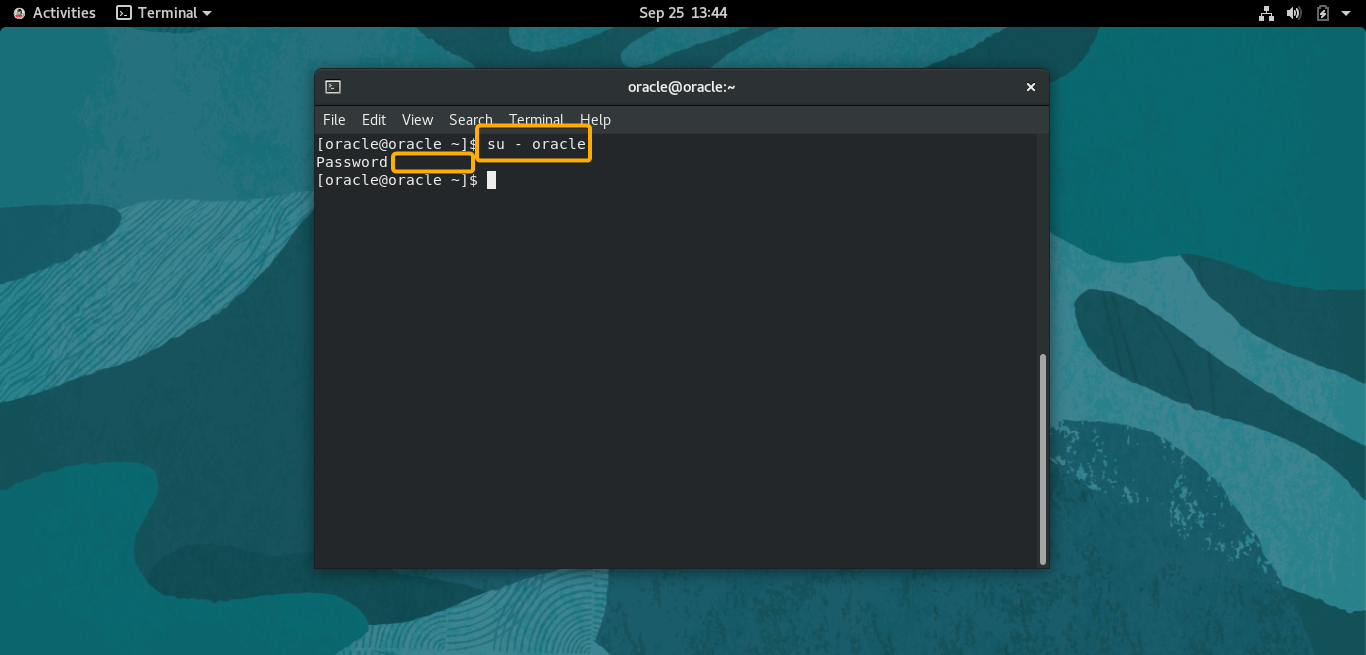 Activities Terminal Sep 25 13:44
oracle@oracle:~
File Edit View Search Terminal Help
[oracle@oracle ~]$ su - oracle
Password
[oracle@oracle ~]$